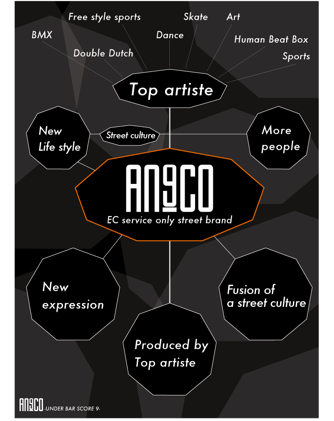 Free style sports
Skate
Art
BMX
Dance
Human Beat Box
Double Dutch
Sports
Top artiste
New
Life style
Street culture
More
people
AN9CO
EC service only street brand
New
expression
Fusion of
a street culture
Produced by
Top artiste
AN9CO -UNDER BAR SCORE 9-